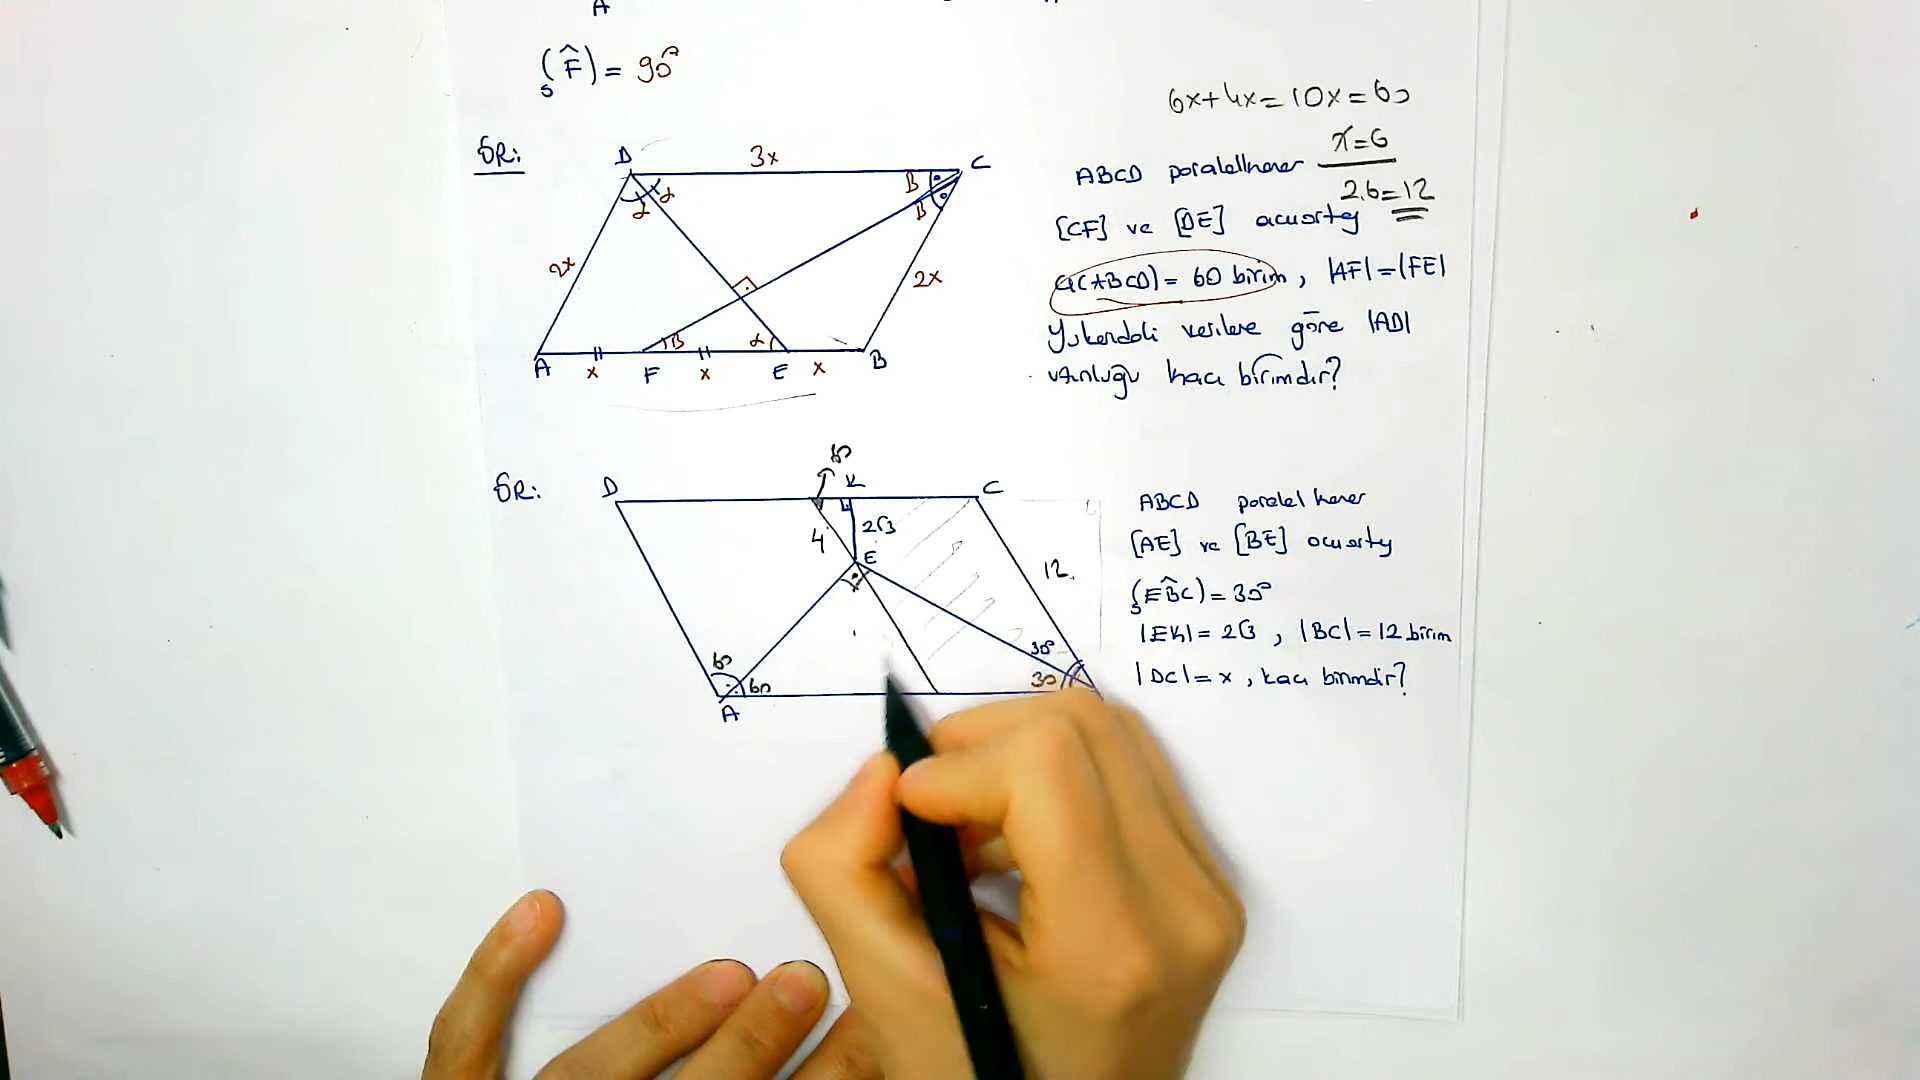 A
s(F̂) = 90°
6x+4x=10x=60
x=6
2.6=12
ÖR:
D 3x C
α α B B
2x 2x
B α
A x F x E x B
ABCD paralelkenar
[CF] ve [DE] açıortay
Ç(ABCD)= 60 birim, |AF|=|FE|
Yukarıdaki verilere göre |AD|
uzunluğu kaç birimdir?
60
ÖR:
D K C
4 2√3
E
12
60 60
30°
30
A
ABCD paralel kenar
[AE] ve [BE] açıortay
s(EB̂C)=30°
|EK|= 2√3 , |BC|=12 birim
|DC|= x , kaç birimdir?